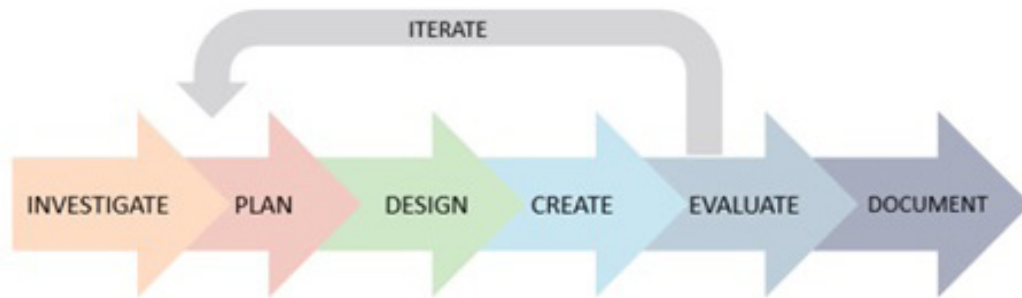 ITERATE
INVESTIGATE PLAN DESIGN CREATE EVALUATE DOCUMENT